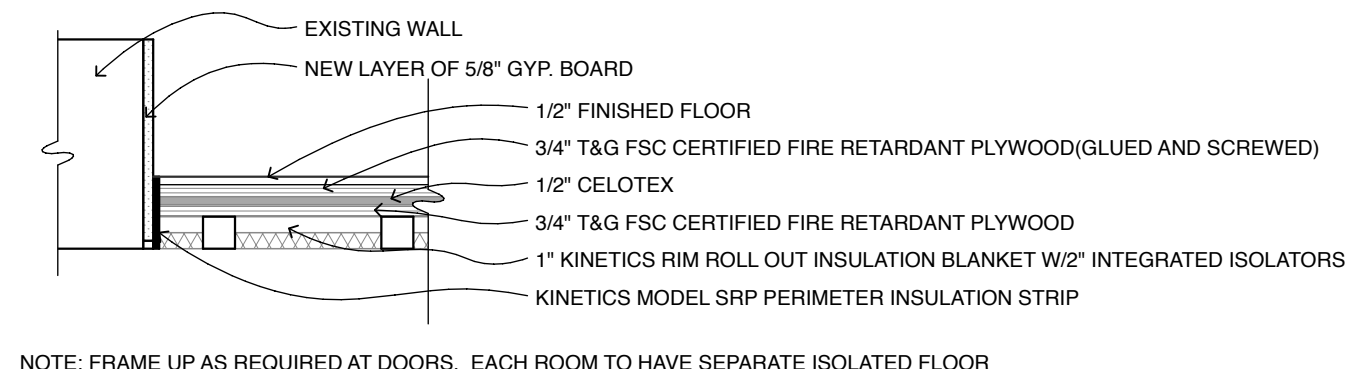 EXISTING WALL
NEW LAYER OF 5/8" GYP. BOARD
1/2" FINISHED FLOOR
3/4" T&G FSC CERTIFIED FIRE RETARDANT PLYWOOD(GLUED AND SCREWED)
1/2" CELOTEX
3/4" T&G FSC CERTIFIED FIRE RETARDANT PLYWOOD
1" KINETICS RIM ROLL OUT INSULATION BLANKET W/2" INTEGRATED ISOLATORS
KINETICS MODEL SRP PERIMETER INSULATION STRIP
NOTE: FRAME UP AS REQUIRED AT DOORS. EACH ROOM TO HAVE SEPARATE ISOLATED FLOOR